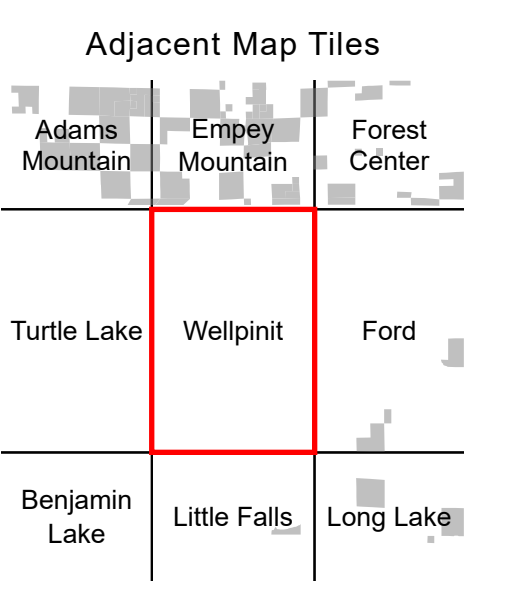 Adjacent Map Tiles
Adams
Mountain
Empey
Mountain
Forest
Center
Turtle Lake
Wellpinit
Ford
Benjamin
Lake
Little Falls
Long Lake